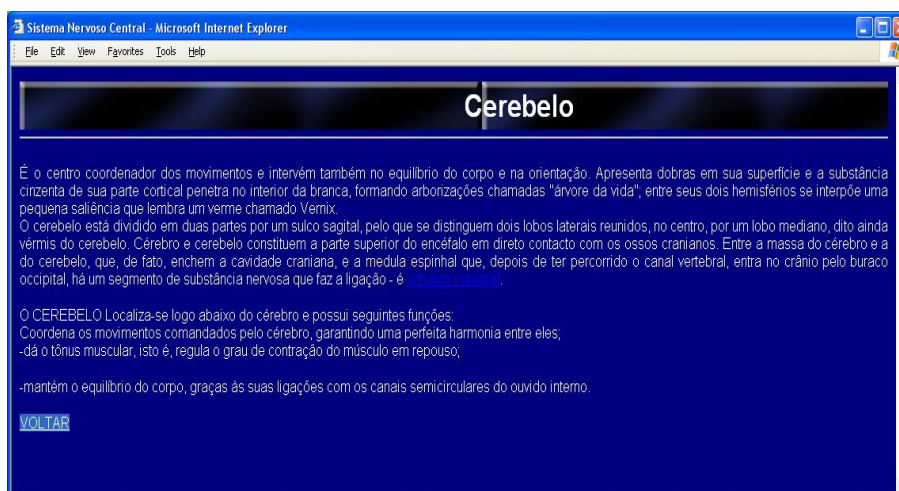 Sistema Nervoso Central - Microsoft Internet Explorer
File Edit View Favorites Tools Help
Cerebelo
É o centro coordenador dos movimentos e intervém também no equilíbrio do corpo e na orientação. Apresenta dobras em sua superfície e a substância
cinzenta de sua parte cortical penetra no interior da branca, formando arborizações chamadas "árvore da vida"; entre seus dois hemisférios se interpõe uma
pequena saliência que lembra um verme chamado Vernix.
O cerebelo está dividido em duas partes por um sulco sagital, pelo que se distinguem dois lobos laterais reunidos, no centro, por um lobo mediano, dito ainda
vérmis do cerebelo. Cérebro e cerebelo constituem a parte superior do encéfalo em direto contacto com os ossos cranianos. Entre a massa do cérebro e a
do cerebelo, que, de fato, enchem a cavidade craniana, e a medula espinhal que, depois de ter percorrido o canal vertebral, entra no crânio pelo buraco
occipital, há um segmento de substância nervosa que faz a ligação - é o tronco cerebral.
O CEREBELO Localiza-se logo abaixo do cérebro e possui seguintes funções:
Coordena os movimentos comandados pelo cérebro, garantindo uma perfeita harmonia entre eles;
-dá o tônus muscular, isto é, regula o grau de contração do músculo em repouso;
-mantém o equilíbrio do corpo, graças às suas ligações com os canais semicirculares do ouvido interno.
VOLTAR